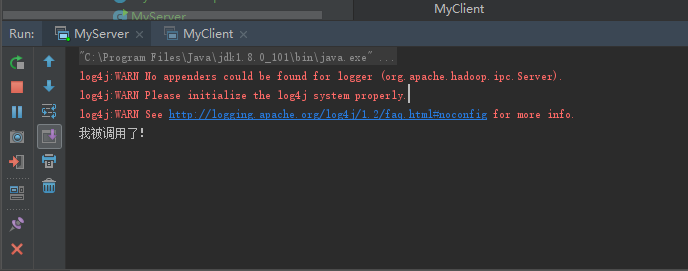 MyServer
MyClient
Run: MyServer × MyClient ×
"C:\Program Files\Java\jdk1.8.0_101\bin\java.exe" ...
log4j:WARN No appenders could be found for logger (org.apache.hadoop.ipc.Server).
log4j:WARN Please initialize the log4j system properly.
log4j:WARN See http://logging.apache.org/log4j/1.2/faq.html#noconfig for more info.
我被调用了!